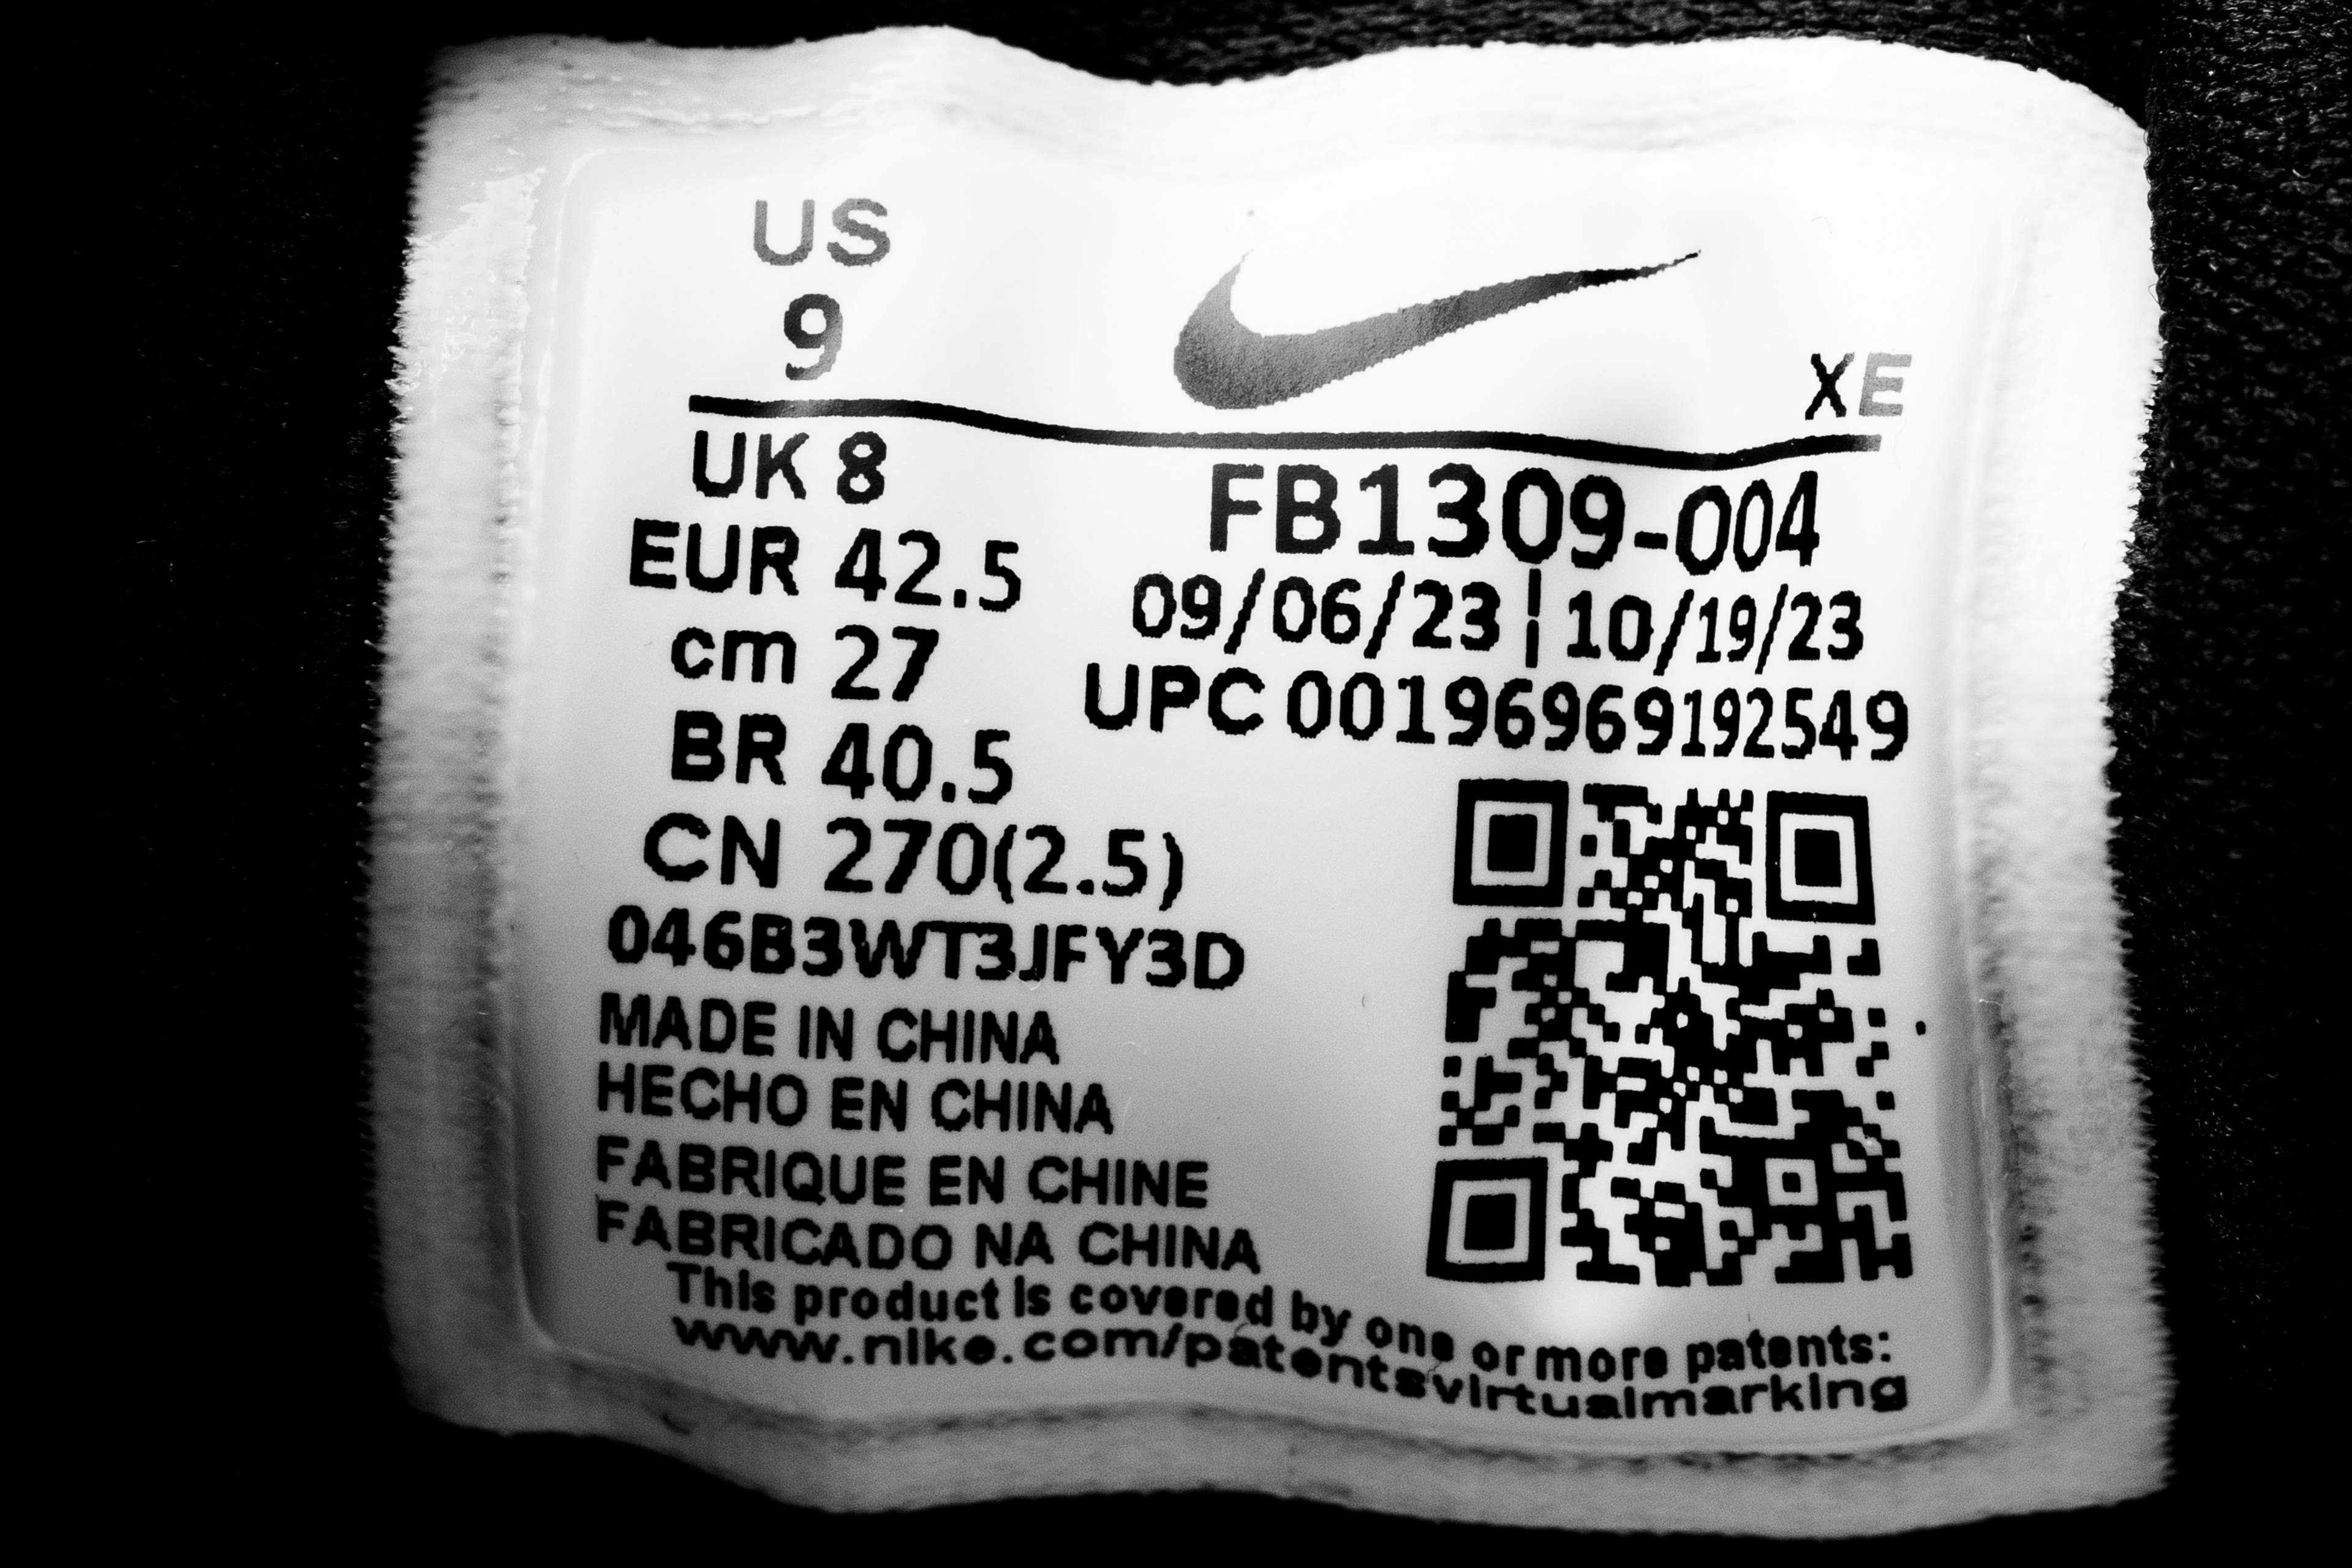 US
9
XE
UK 8
EUR 42.5
cm 27
BR 40.5
CN 270(2.5)
FB1309-004
09/06/23 ¦ 10/19/23
UPC 00196969192549
046B3WT3JFY3D
MADE IN CHINA
HECHO EN CHINA
FABRIQUE EN CHINE
FABRICADO NA CHINA
This product is covered by one or more patents:
www.nike.com/patentsvirtualmarking